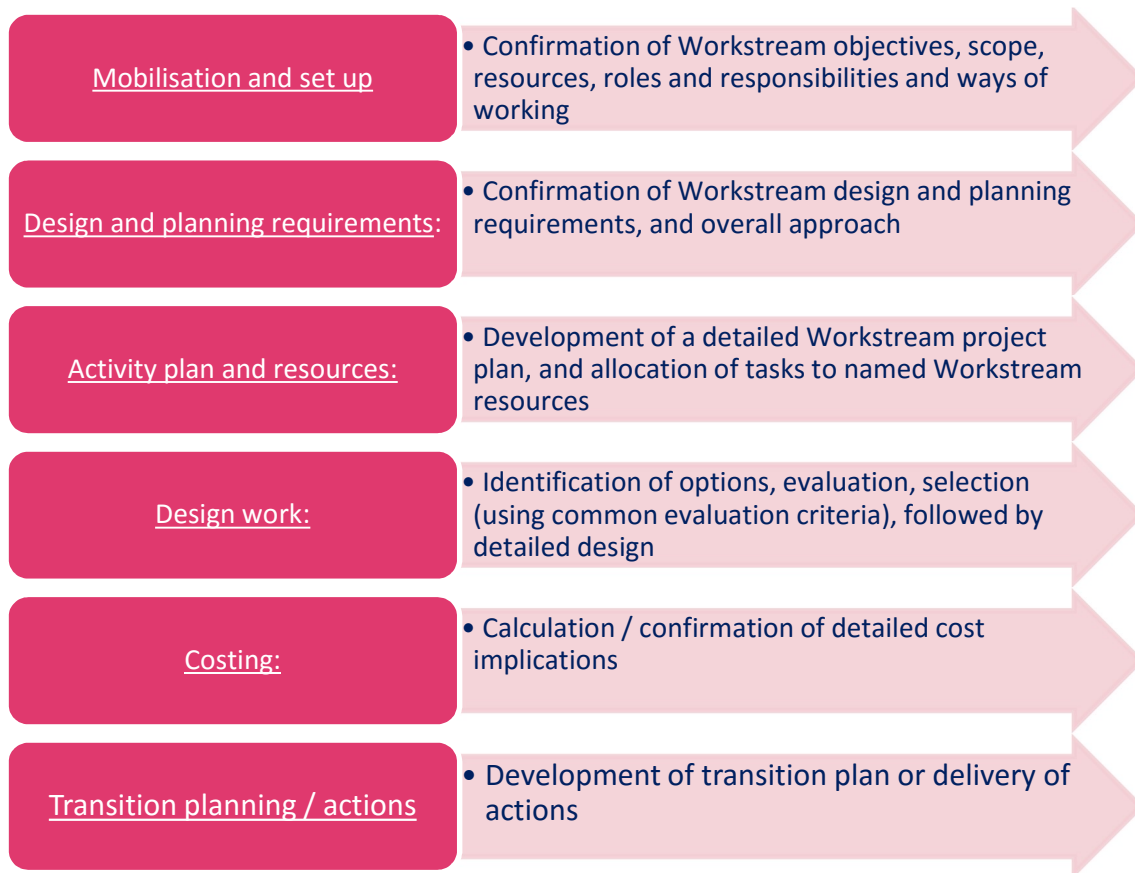 Mobilisation and set up
• Confirmation of Workstream objectives, scope,
resources, roles and responsibilities and ways of
working
Design and planning requirements:
• Confirmation of Workstream design and planning
requirements, and overall approach
Activity plan and resources:
• Development of a detailed Workstream project
plan, and allocation of tasks to named Workstream
resources
Design work:
• Identification of options, evaluation, selection
(using common evaluation criteria), followed by
detailed design
Costing:
• Calculation / confirmation of detailed cost
implications
Transition planning / actions
• Development of transition plan or delivery of
actions